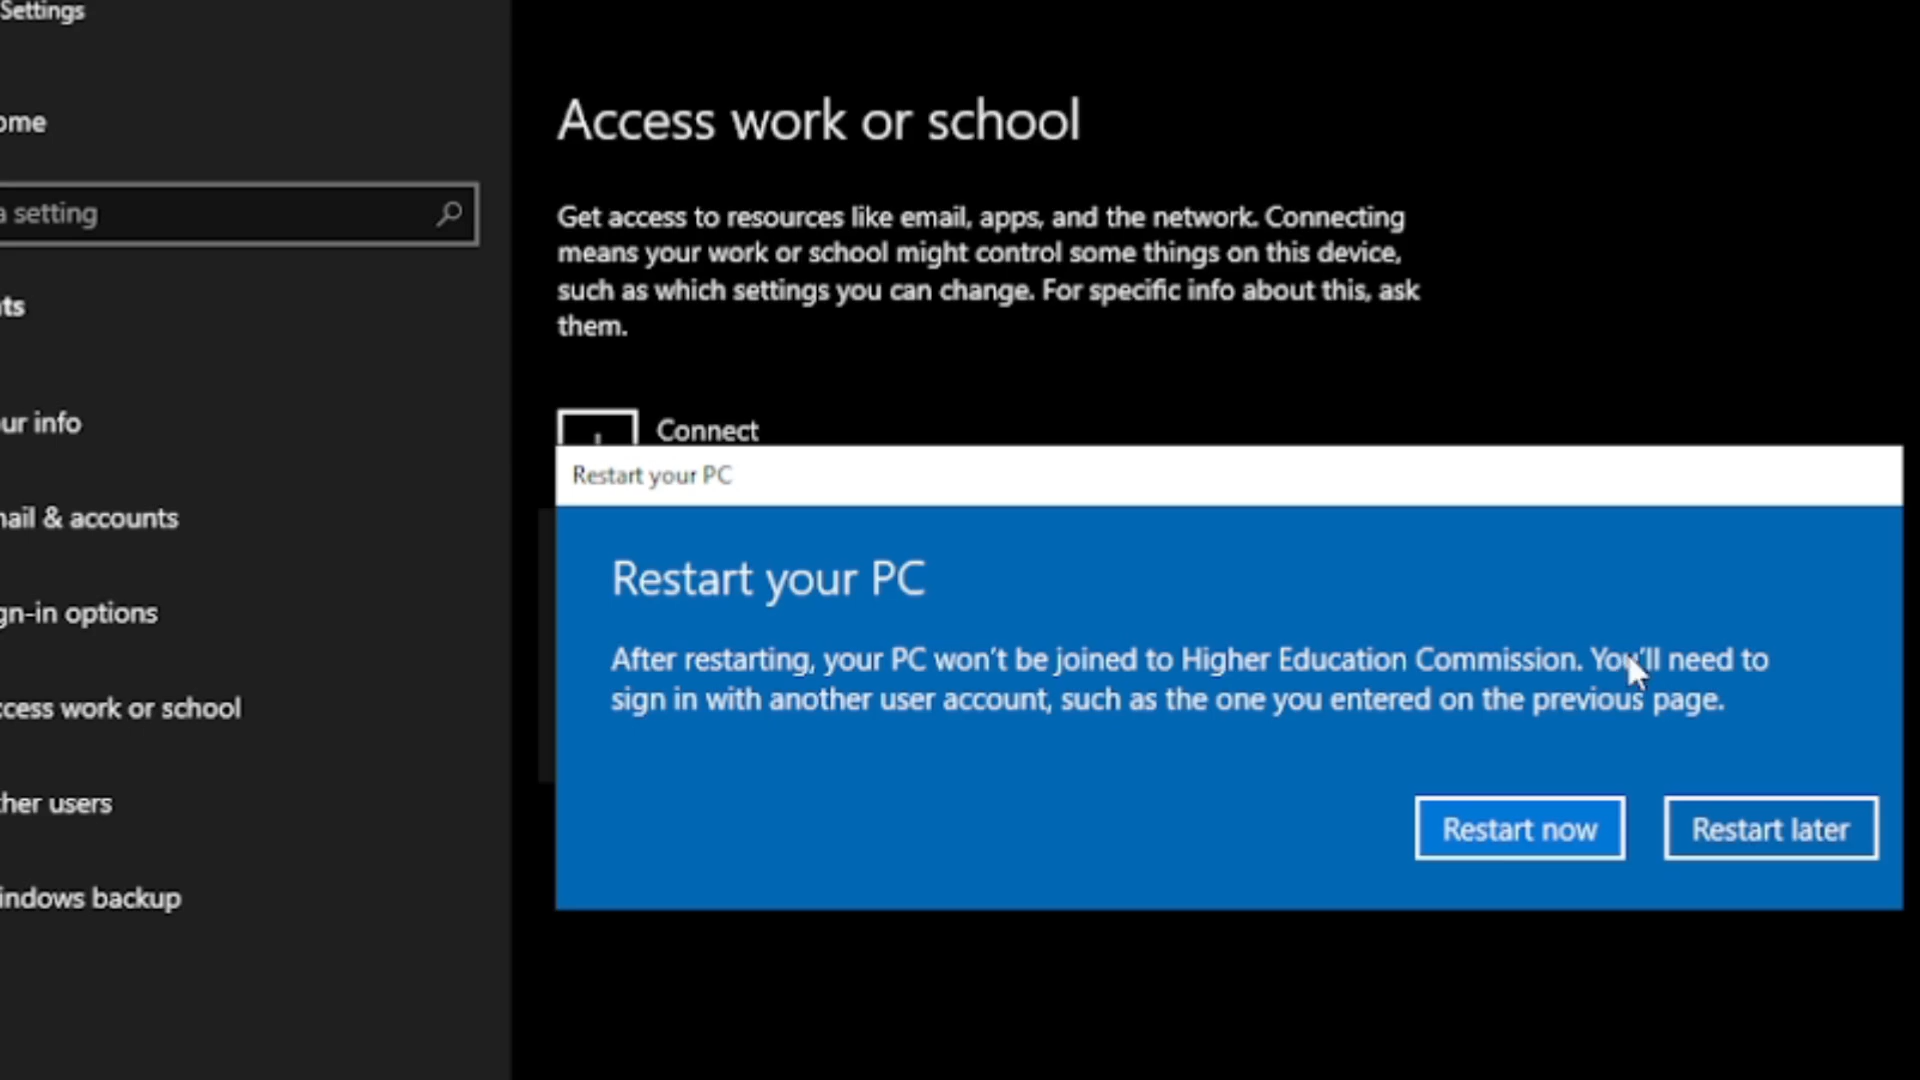 Settings
ome
a setting
ts
ur info
ail & accounts
gn-in options
ccess work or school
her users
indows backup
Access work or school
Get access to resources like email, apps, and the network. Connecting
means your work or school might control some things on this device,
such as which settings you can change. For specific info about this, ask
them.
Connect
Restart your PC
Restart your PC
After restarting, your PC won't be joined to Higher Education Commission. You'll need to
sign in with another user account, such as the one you entered on the previous page.
Restart now
Restart later